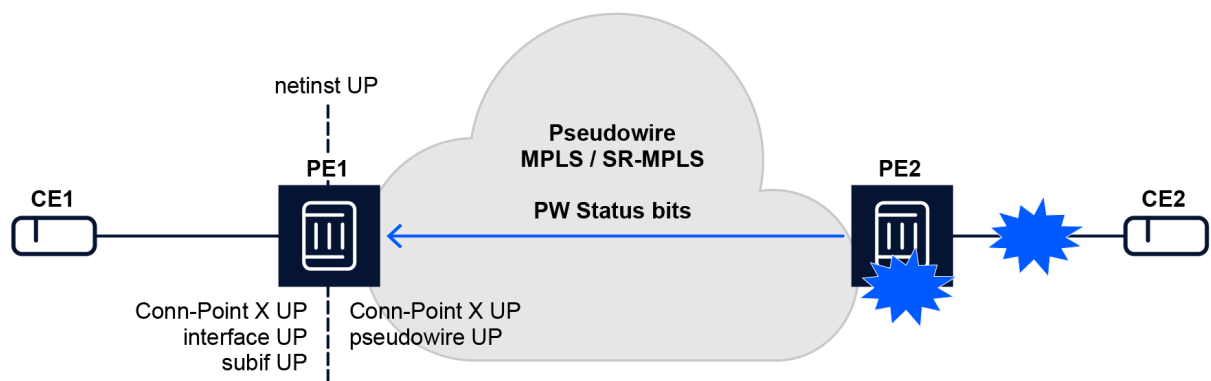 netinst UP
Pseudowire
MPLS / SR-MPLS
PE1
PE2
CE1
CE2
PW Status bits
Conn-Point X UP
interface UP
subif UP
Conn-Point X UP
pseudowire UP